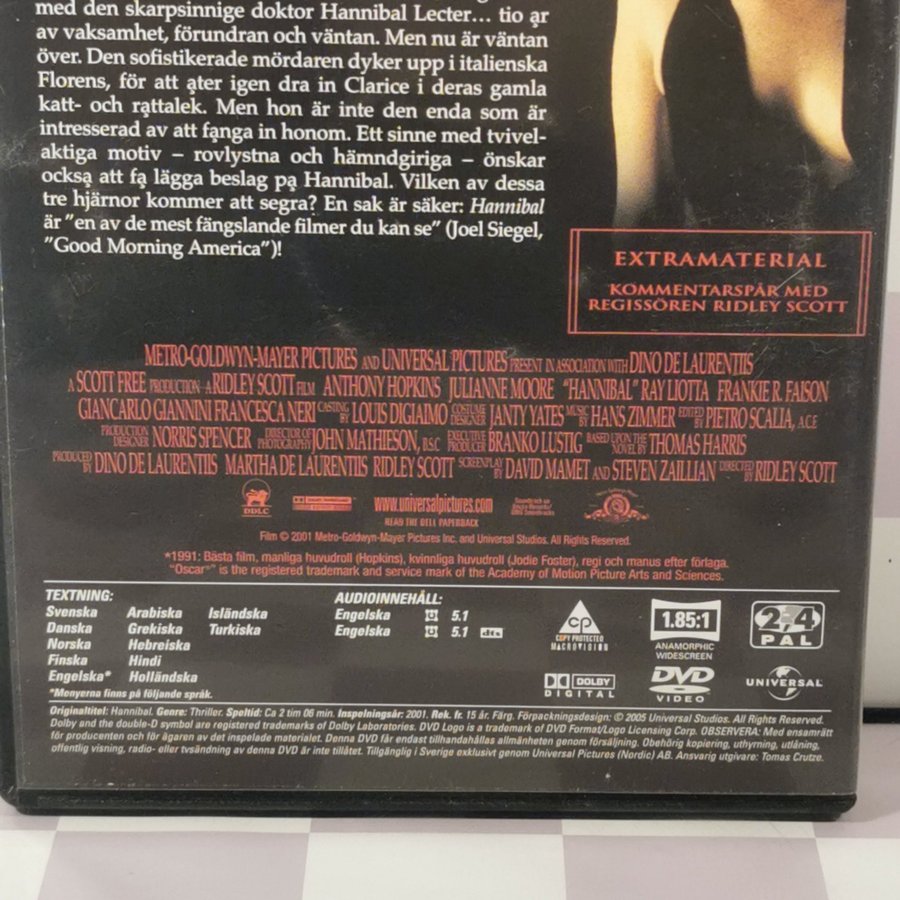 med den skarpsinnige doktor Hannibal Lecter... tio ąr
av vaksamhet, förundran och väntan. Men nu är väntan
över. Den sofistikerade mördaren dyker upp i italienska
Florens, för att ąter igen dra in Clarice i deras gamla
katt- och rąttalek. Men hon är inte den enda som är
intresserad av att fąnga in honom. Ett sinne med tvivel-
aktiga motiv – rovlystna och hämndgiriga – önskar
ocksą att fą lägga beslag pą Hannibal. Vilken av dessa
tre hjärnor kommer att segra? En sak är säker: Hannibal
är "en av de mest fängslande filmer du kan se" (Joel Siegel,
"Good Morning America")!
EXTRAMATERIAL
KOMMENTARSPÅR MED
REGISSÖREN RIDLEY SCOTT
METRO-GOLDWYN-MAYER PICTURES AND UNIVERSAL PICTURES PRESENT IN ASSOCIATION WITH DINO DE LAURENTIIS
A SCOTT FREE PRODUCTION A RIDLEY SCOTT FILM ANTHONY HOPKINS JULIANNE MOORE "HANNIBAL" RAY LIOTTA FRANKIE R. FAISON
GIANCARLO GIANNINI FRANCESCA NERI CASTING BY LOUIS DIGIAIMO COSTUME DESIGNER JANTY YATES MUSIC BY HANS ZIMMER EDITED BY PIETRO SCALIA, A.C.E
PRODUCTION DESIGNER NORRIS SPENCER DIRECTOR OF PHOTOGRAPHY JOHN MATHIESON, B.S.C EXECUTIVE PRODUCER BRANKO LUSTIG BASED UPON THE NOVEL BY THOMAS HARRIS
PRODUCED BY DINO DE LAURENTIIS MARTHA DE LAURENTIIS RIDLEY SCOTT SCREENPLAY BY DAVID MAMET AND STEVEN ZAILLIAN DIRECTED BY RIDLEY SCOTT
DDLC www.universalpictures.com
READ THE DELL PAPERBACK
Film © 2001 Metro-Goldwyn-Mayer Pictures Inc. and Universal Studios. All Rights Reserved.
*1991: Bästa film, manliga huvudroll (Hopkins), kvinnliga huvudroll (Jodie Foster), regi och manus efter förlaga.
"Oscar®" is the registered trademark and service mark of the Academy of Motion Picture Arts and Sciences.
TEXTNING:
Svenska Arabiska Isländska
Danska Grekiska Turkiska
Norska Hebreiska
Finska Hindi
Engelska* Holländska
*Menyerna finns på följande språk.
AUDIOINNEHÅLL:
Engelska 5.1
Engelska 5.1 dts
CP
COPY PROTECTED
MACROVISION
1.85:1
ANAMORPHIC
WIDESCREEN
2,4
PAL
DOLBY
DIGITAL
DVD
VIDEO
UNIVERSAL
Originaltitel: Hannibal. Genre: Thriller. Speltid: Ca 2 tim 06 min. Inspelningsår: 2001. Rek. fr. 15 år. Färg. Förpackningsdesign: © 2005 Universal Studios. All Rights Reserved.
Dolby and the double-D symbol are registered trademarks of Dolby Laboratories. DVD Logo is a trademark of DVD Format/Logo Licensing Corp. OBSERVERA: Med ensamrätt
för producenten och för ägaren av det inspelade materialet. Denna DVD får endast tillhandahållas allmänheten genom försäljning. Obehörig kopiering, uthyrning, utlåning,
offentlig visning, radio- eller tvsändning av denna DVD är inte tillåtet. Tillgänglig i Sverige exklusivt genom Universal Pictures (Nordic) AB. Ansvarig utgivare: Tomas Crutze.